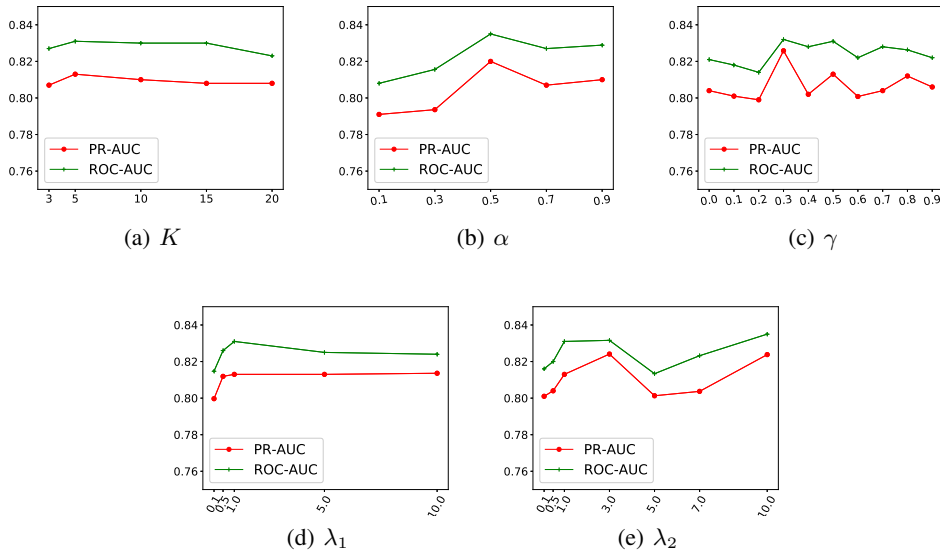 0.84
0.82
0.80
0.78
0.76
PR-AUC
ROC-AUC
3 5 10 15 20
(a) K
0.84
0.82
0.80
0.78
0.76
PR-AUC
ROC-AUC
0.1 0.3 0.5 0.7 0.9
(b) α
0.84
0.82
0.80
0.78
0.76
PR-AUC
ROC-AUC
0.0 0.1 0.2 0.3 0.4 0.5 0.6 0.7 0.8 0.9
(c) γ
0.84
0.82
0.80
0.78
0.76
PR-AUC
ROC-AUC
0.1 0.5 1.0 5.0 10.0
(d) λ₁
0.84
0.82
0.80
0.78
0.76
PR-AUC
ROC-AUC
0.1 0.5 1.0 3.0 5.0 7.0 10.0
(e) λ₂